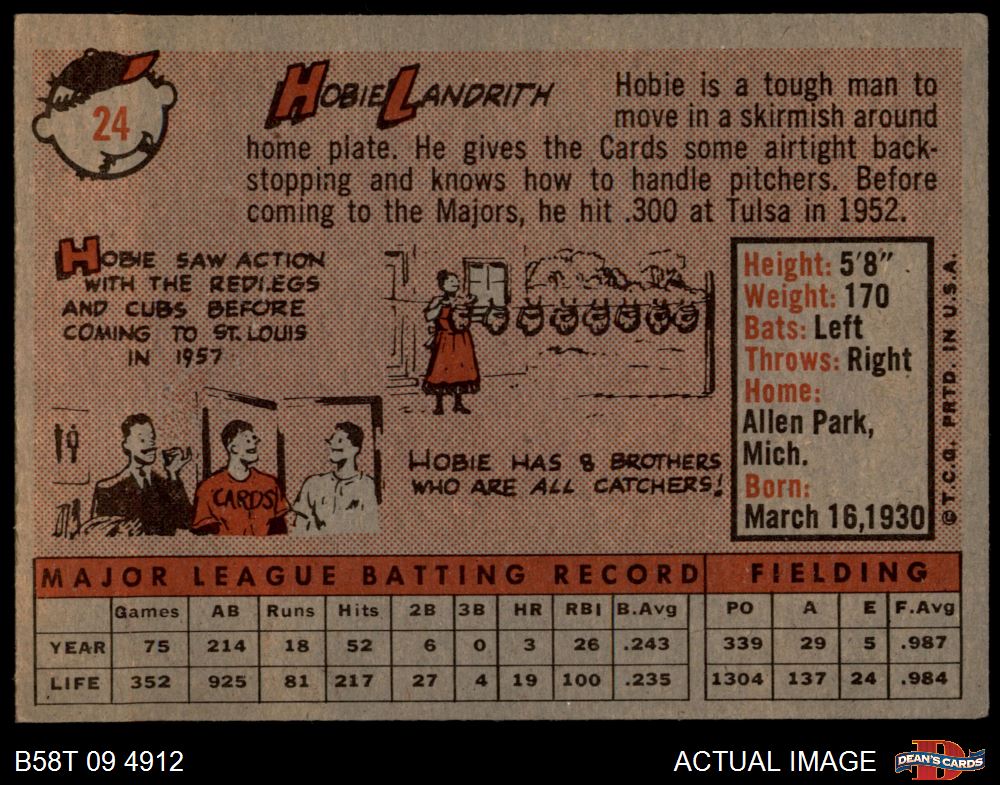 24
HOBIE LANDRITH
Hobie is a tough man to
move in a skirmish around
home plate. He gives the Cards some airtight back-
stopping and knows how to handle pitchers. Before
coming to the Majors, he hit .300 at Tulsa in 1952.
HOBIE SAW ACTION
WITH THE REDLEGS
AND CUBS BEFORE
COMING TO ST. LOUIS
IN 1957
CARDS
HOBIE HAS 8 BROTHERS
WHO ARE ALL CATCHERS!
Height: 5'8"
Weight: 170
Bats: Left
Throws: Right
Home:
Allen Park,
Mich.
Born:
March 16,1930
© T.C.G. PRTD. IN U.S.A.
MAJOR LEAGUE BATTING RECORD FIELDING
Games AB Runs Hits 2B 3B HR RBI B.Avg PO A E F.Avg
YEAR 75 214 18 52 6 0 3 26 .243 339 29 5 .987
LIFE 352 925 81 217 27 4 19 100 .235 1304 137 24 .984
B58T 09 4912
ACTUAL IMAGE
D
DEAN'S CARDS